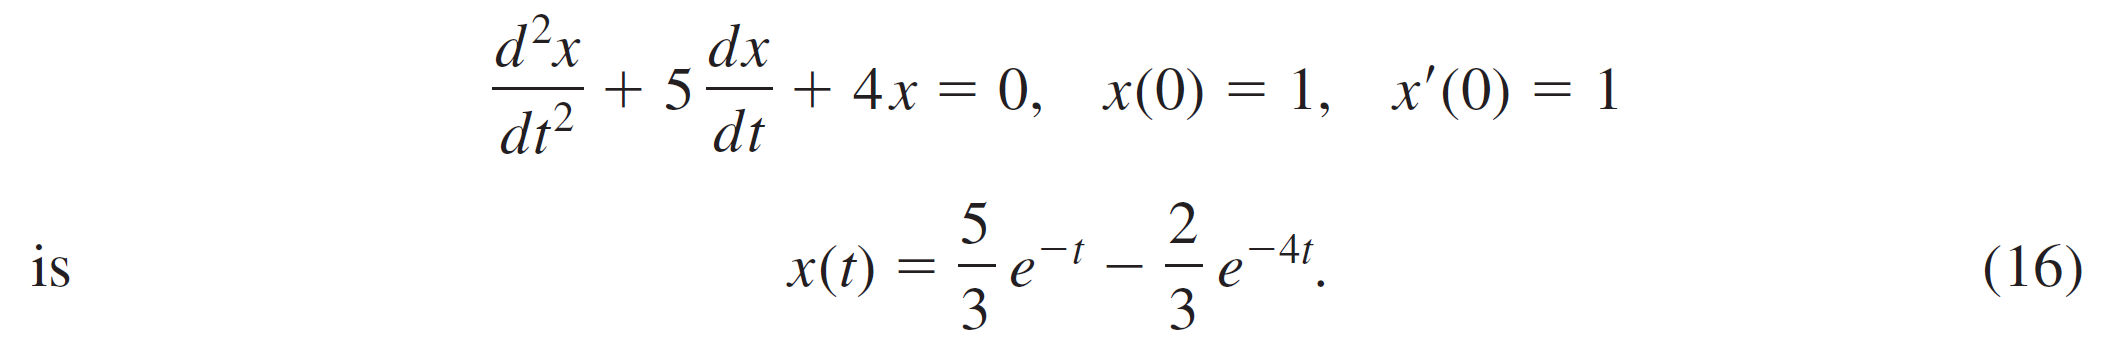 d²x/dt² + 5 dx/dt + 4x = 0, x(0) = 1, x′(0) = 1
is x(t) = 5/3 e⁻ᵗ − 2/3 e⁻⁴ᵗ. (16)